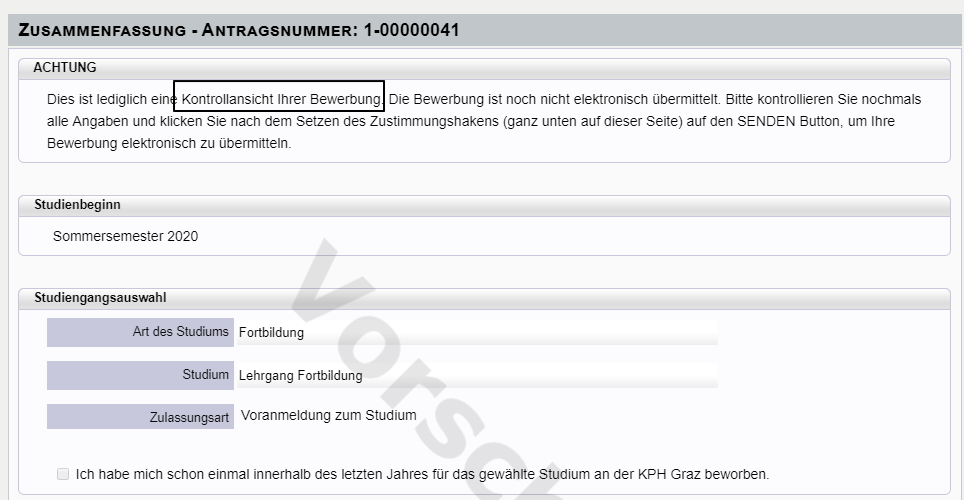 ZUSAMMENFASSUNG - ANTRAGSNUMMER: 1-00000041
ACHTUNG
Dies ist lediglich eine Kontrollansicht Ihrer Bewerbung. Die Bewerbung ist noch nicht elektronisch übermittelt. Bitte kontrollieren Sie nochmals
alle Angaben und klicken Sie nach dem Setzen des Zustimmungshakens (ganz unten auf dieser Seite) auf den SENDEN Button, um Ihre
Bewerbung elektronisch zu übermitteln.
Studienbeginn
Sommersemester 2020
Studiengangsauswahl
Art des Studiums Fortbildung
Studium Lehrgang Fortbildung
Zulassungsart Voranmeldung zum Studium
Ich habe mich schon einmal innerhalb des letzten Jahres für das gewählte Studium an der KPH Graz beworben.
Vorsch